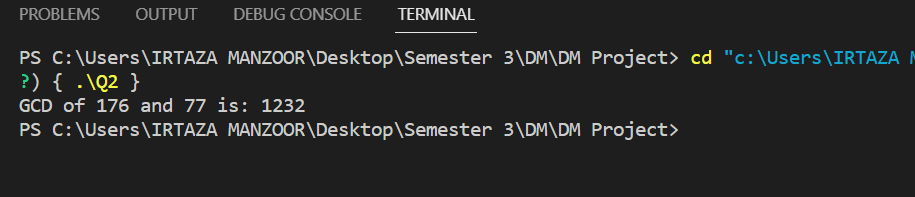 PROBLEMS OUTPUT DEBUG CONSOLE TERMINAL
PS C:\Users\IRTAZA MANZOOR\Desktop\Semester 3\DM\DM Project> cd "c:\Users\IRTAZA
?) { .\Q2 }
GCD of 176 and 77 is: 1232
PS C:\Users\IRTAZA MANZOOR\Desktop\Semester 3\DM\DM Project>